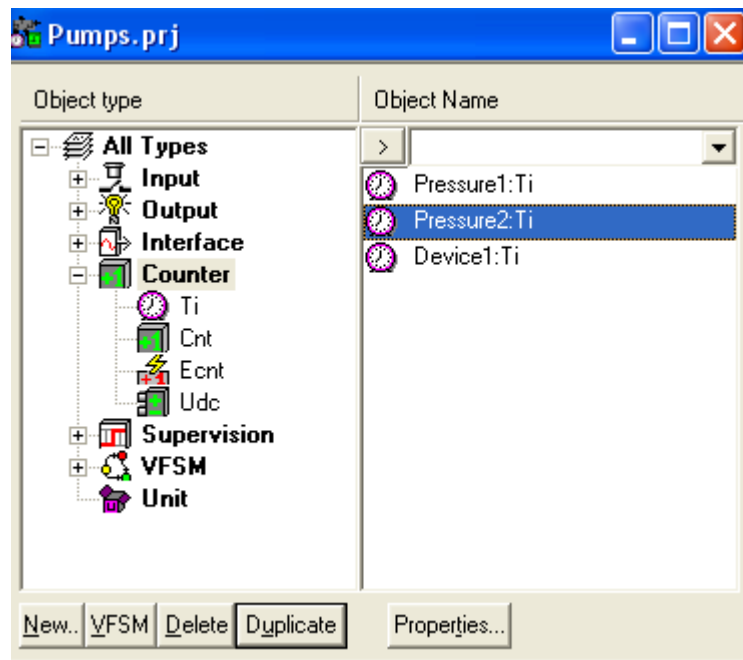 Pumps.prj
Object type
Object Name
All Types
>
Input
Pressure1:Ti
Output
Pressure2:Ti
Interface
Device1:Ti
Counter
Ti
Cnt
Ecnt
Udc
Supervision
VFSM
Unit
New.. VFSM Delete Duplicate Properties...